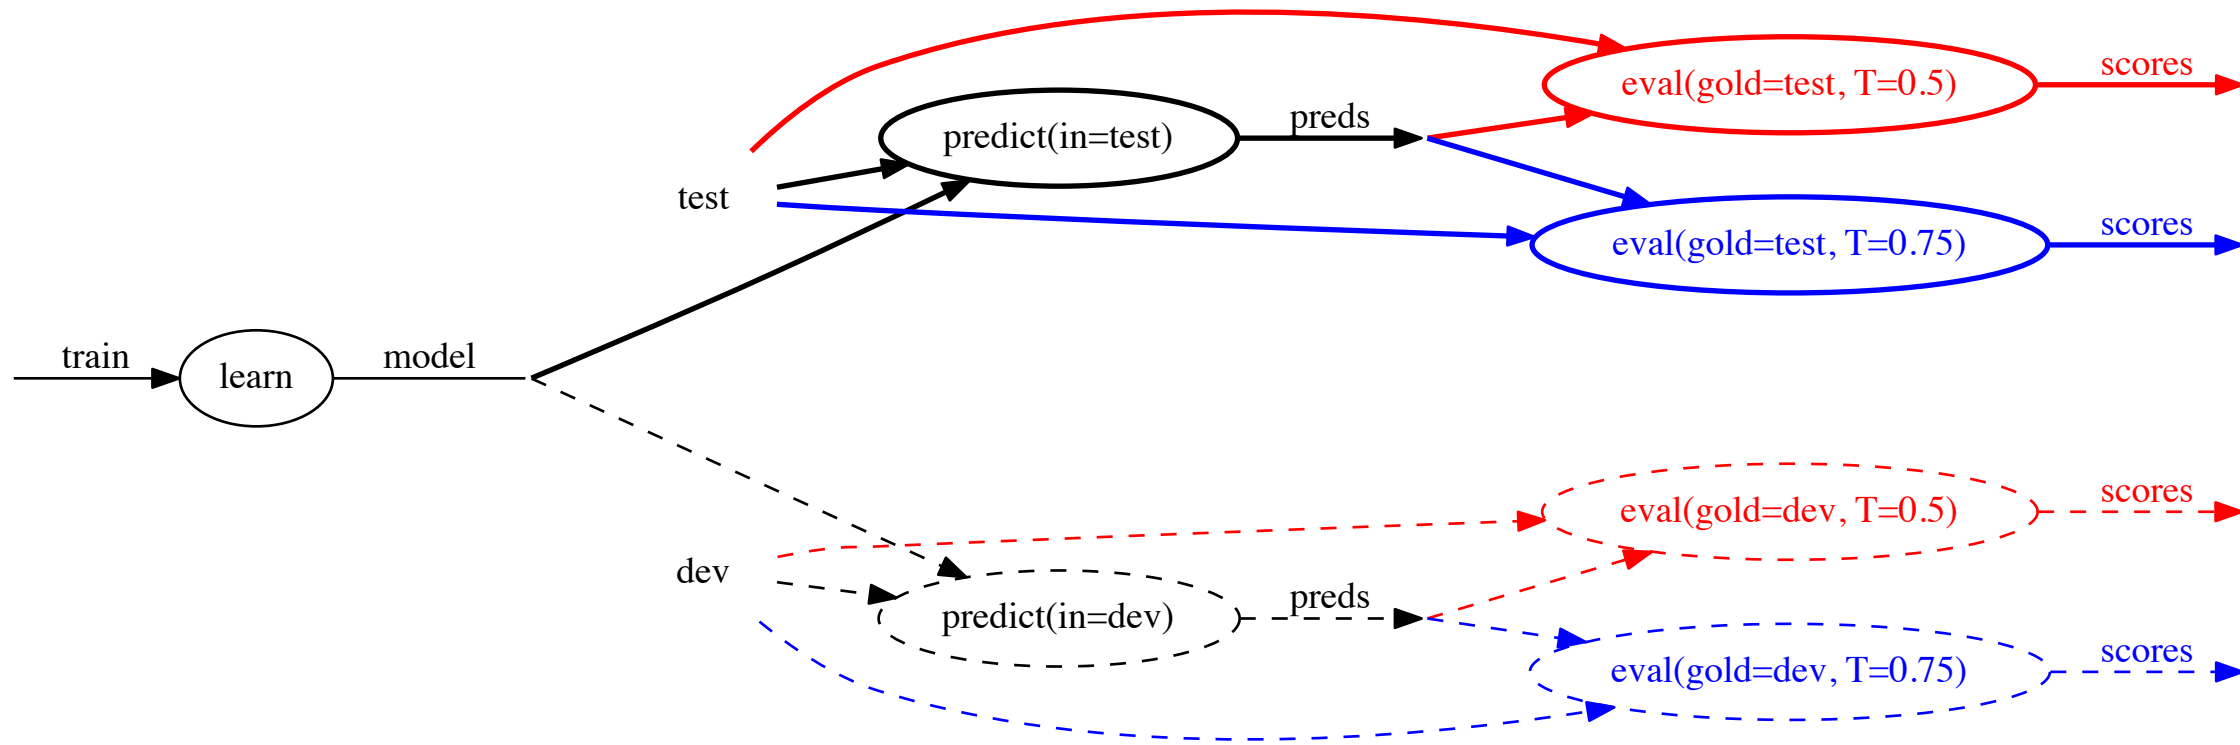 eval(gold=test, T=0.5)
scores
preds
predict(in=test)
test
eval(gold=test, T=0.75)
scores
train
learn
model
eval(gold=dev, T=0.5)
scores
dev
predict(in=dev)
preds
eval(gold=dev, T=0.75)
scores